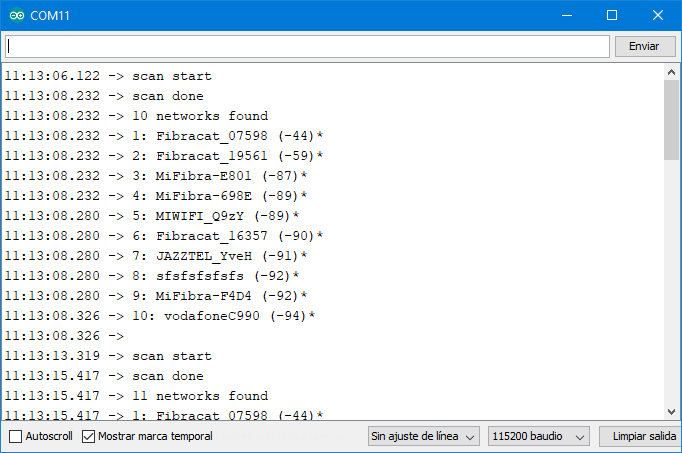 COM11
Enviar
11:13:06.122 -> scan start
11:13:08.232 -> scan done
11:13:08.232 -> 10 networks found
11:13:08.232 -> 1: Fibracat_07598 (-44)*
11:13:08.232 -> 2: Fibracat_19561 (-59)*
11:13:08.232 -> 3: MiFibra-E801 (-87)*
11:13:08.232 -> 4: MiFibra-698E (-89)*
11:13:08.280 -> 5: MIWIFI_Q9zY (-89)*
11:13:08.280 -> 6: Fibracat_16357 (-90)*
11:13:08.280 -> 7: JAZZTEL_YveH (-91)*
11:13:08.280 -> 8: sfsfsfsfsfs (-92)*
11:13:08.280 -> 9: MiFibra-F4D4 (-92)*
11:13:08.326 -> 10: vodafoneC990 (-94)*
11:13:08.326 ->
11:13:13.319 -> scan start
11:13:15.417 -> scan done
11:13:15.417 -> 11 networks found
11:13:15.417 -> 1: Fibracat_07598 (-44)*
Autoscroll Mostrar marca temporal Sin ajuste de línea 115200 baudio Limpiar salida